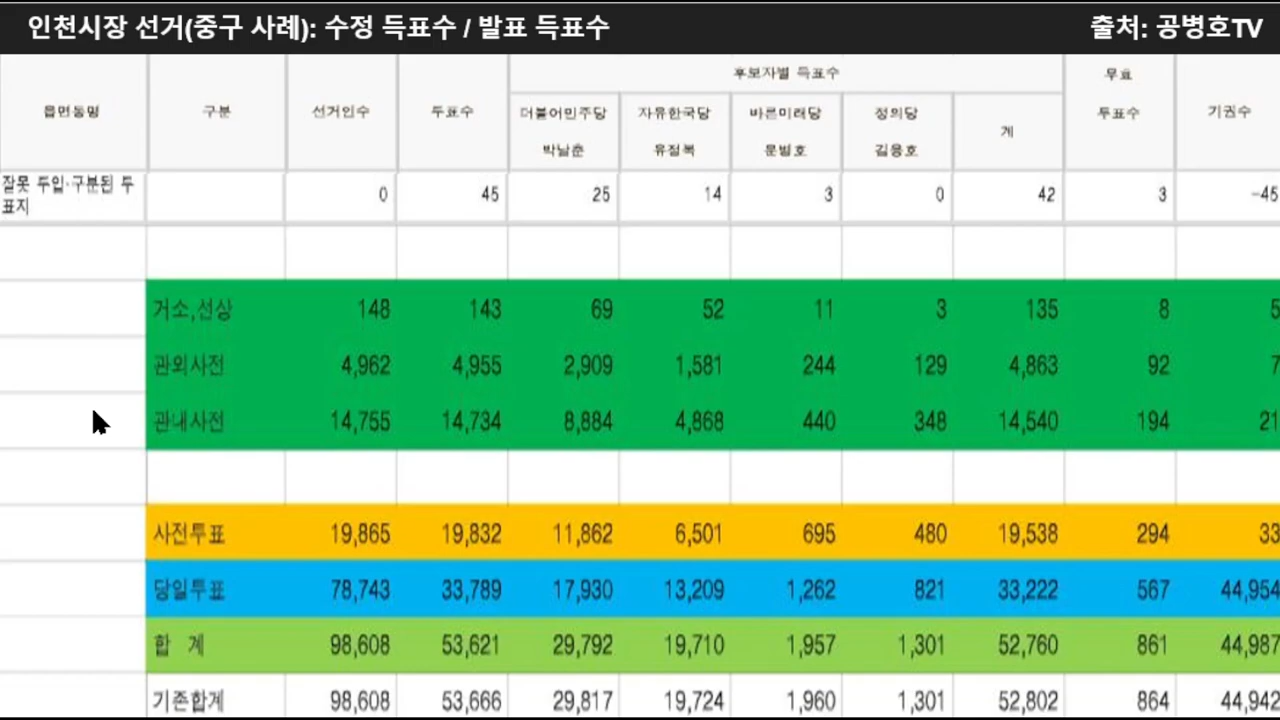 인천시장 선거(중구 사례): 수정 득표수 / 발표 득표수 출처: 공병호TV
후보자별 득표수 무효
읍면동명 구분 선거인수 투표수 더불어민주당 자유한국당 바른미래당 정의당 계 투표수 기권수
박남춘 유정복 문병호 김응호
잘못 투입·구분된 투 0 45 25 14 3 0 42 3 -45
표지
거소,선상 148 143 69 52 11 3 135 8 5
관외사전 4,962 4,955 2,909 1,581 244 129 4,863 92 7
관내사전 14,755 14,734 8,884 4,868 440 348 14,540 194 21
사전투표 19,865 19,832 11,862 6,501 695 480 19,538 294 33
당일투표 78,743 33,789 17,930 13,209 1,262 821 33,222 567 44,954
합 계 98,608 53,621 29,792 19,710 1,957 1,301 52,760 861 44,987
기존합계 98,608 53,666 29,817 19,724 1,960 1,301 52,802 864 44,942